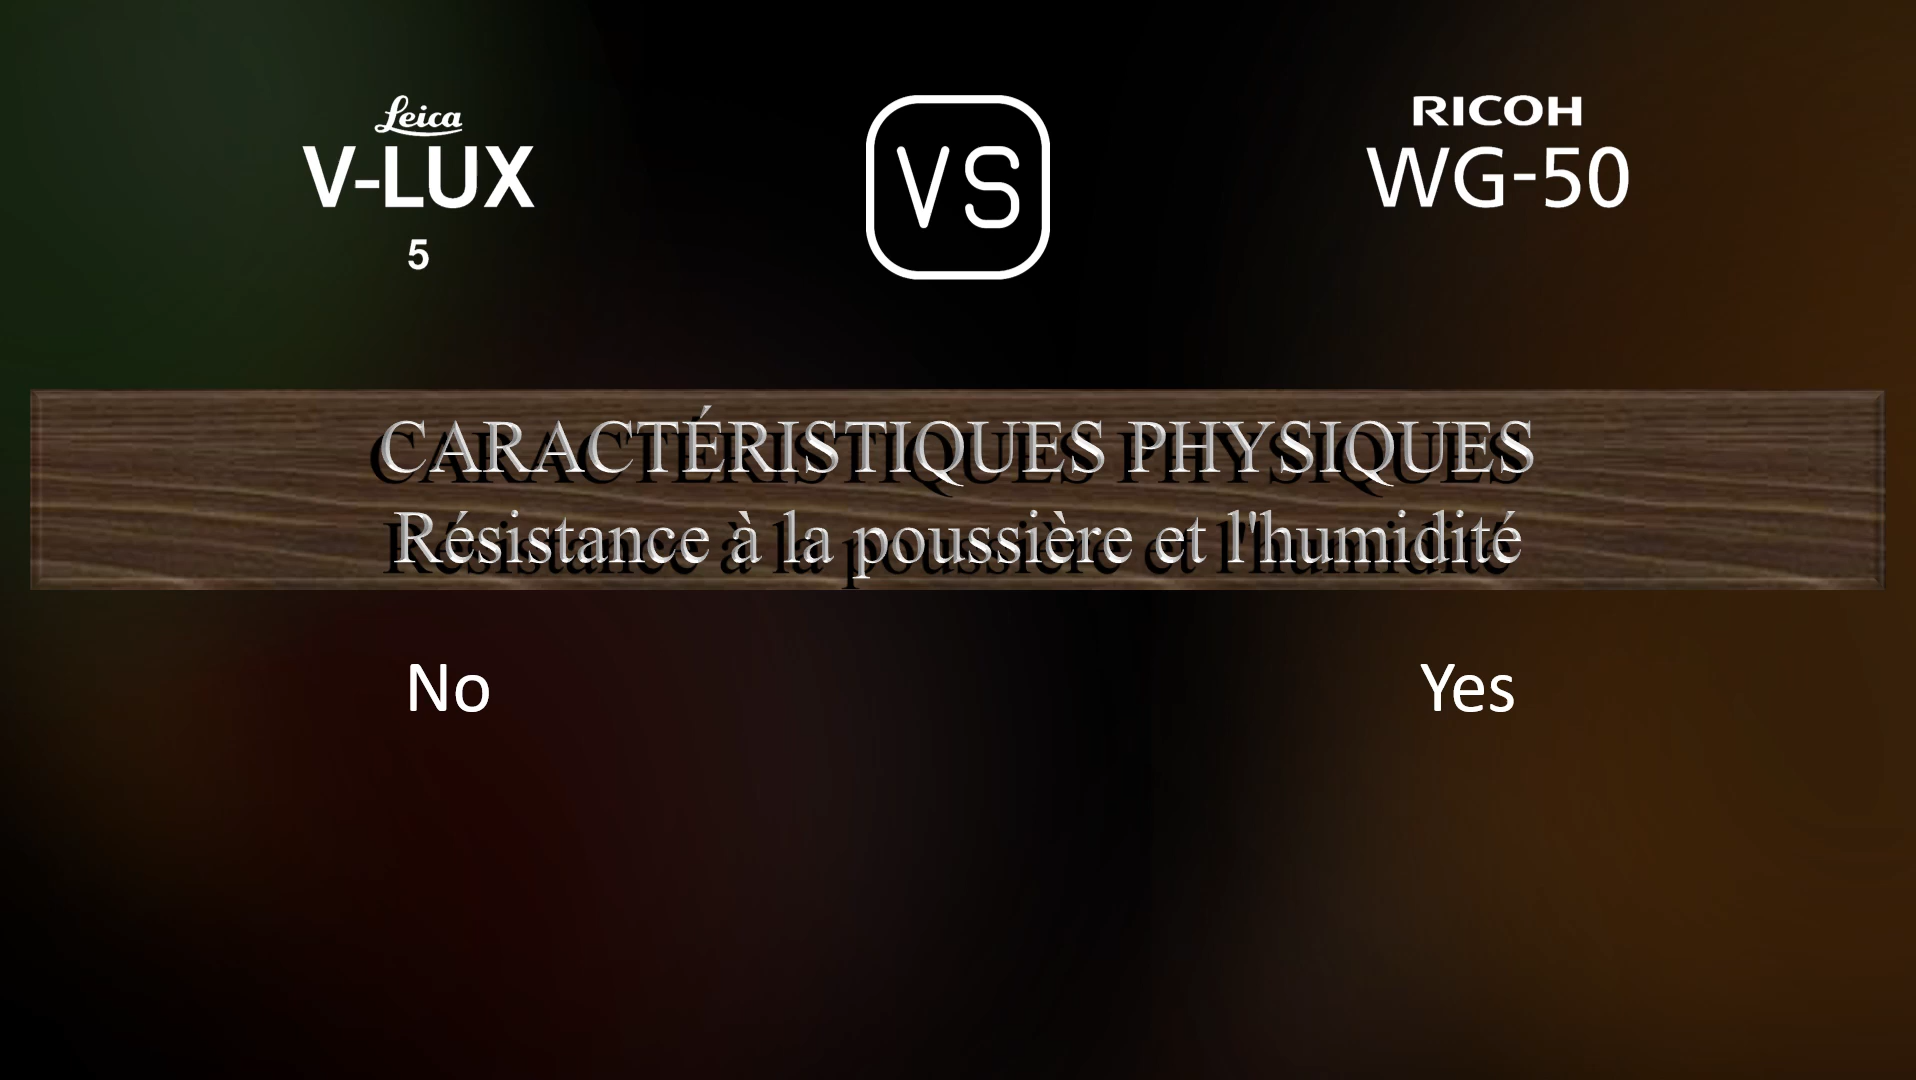 Leica
V-LUX
5
VS
RICOH
WG-50
CARACTÉRISTIQUES PHYSIQUES
Résistance à la poussière et l'humidité
No
Yes